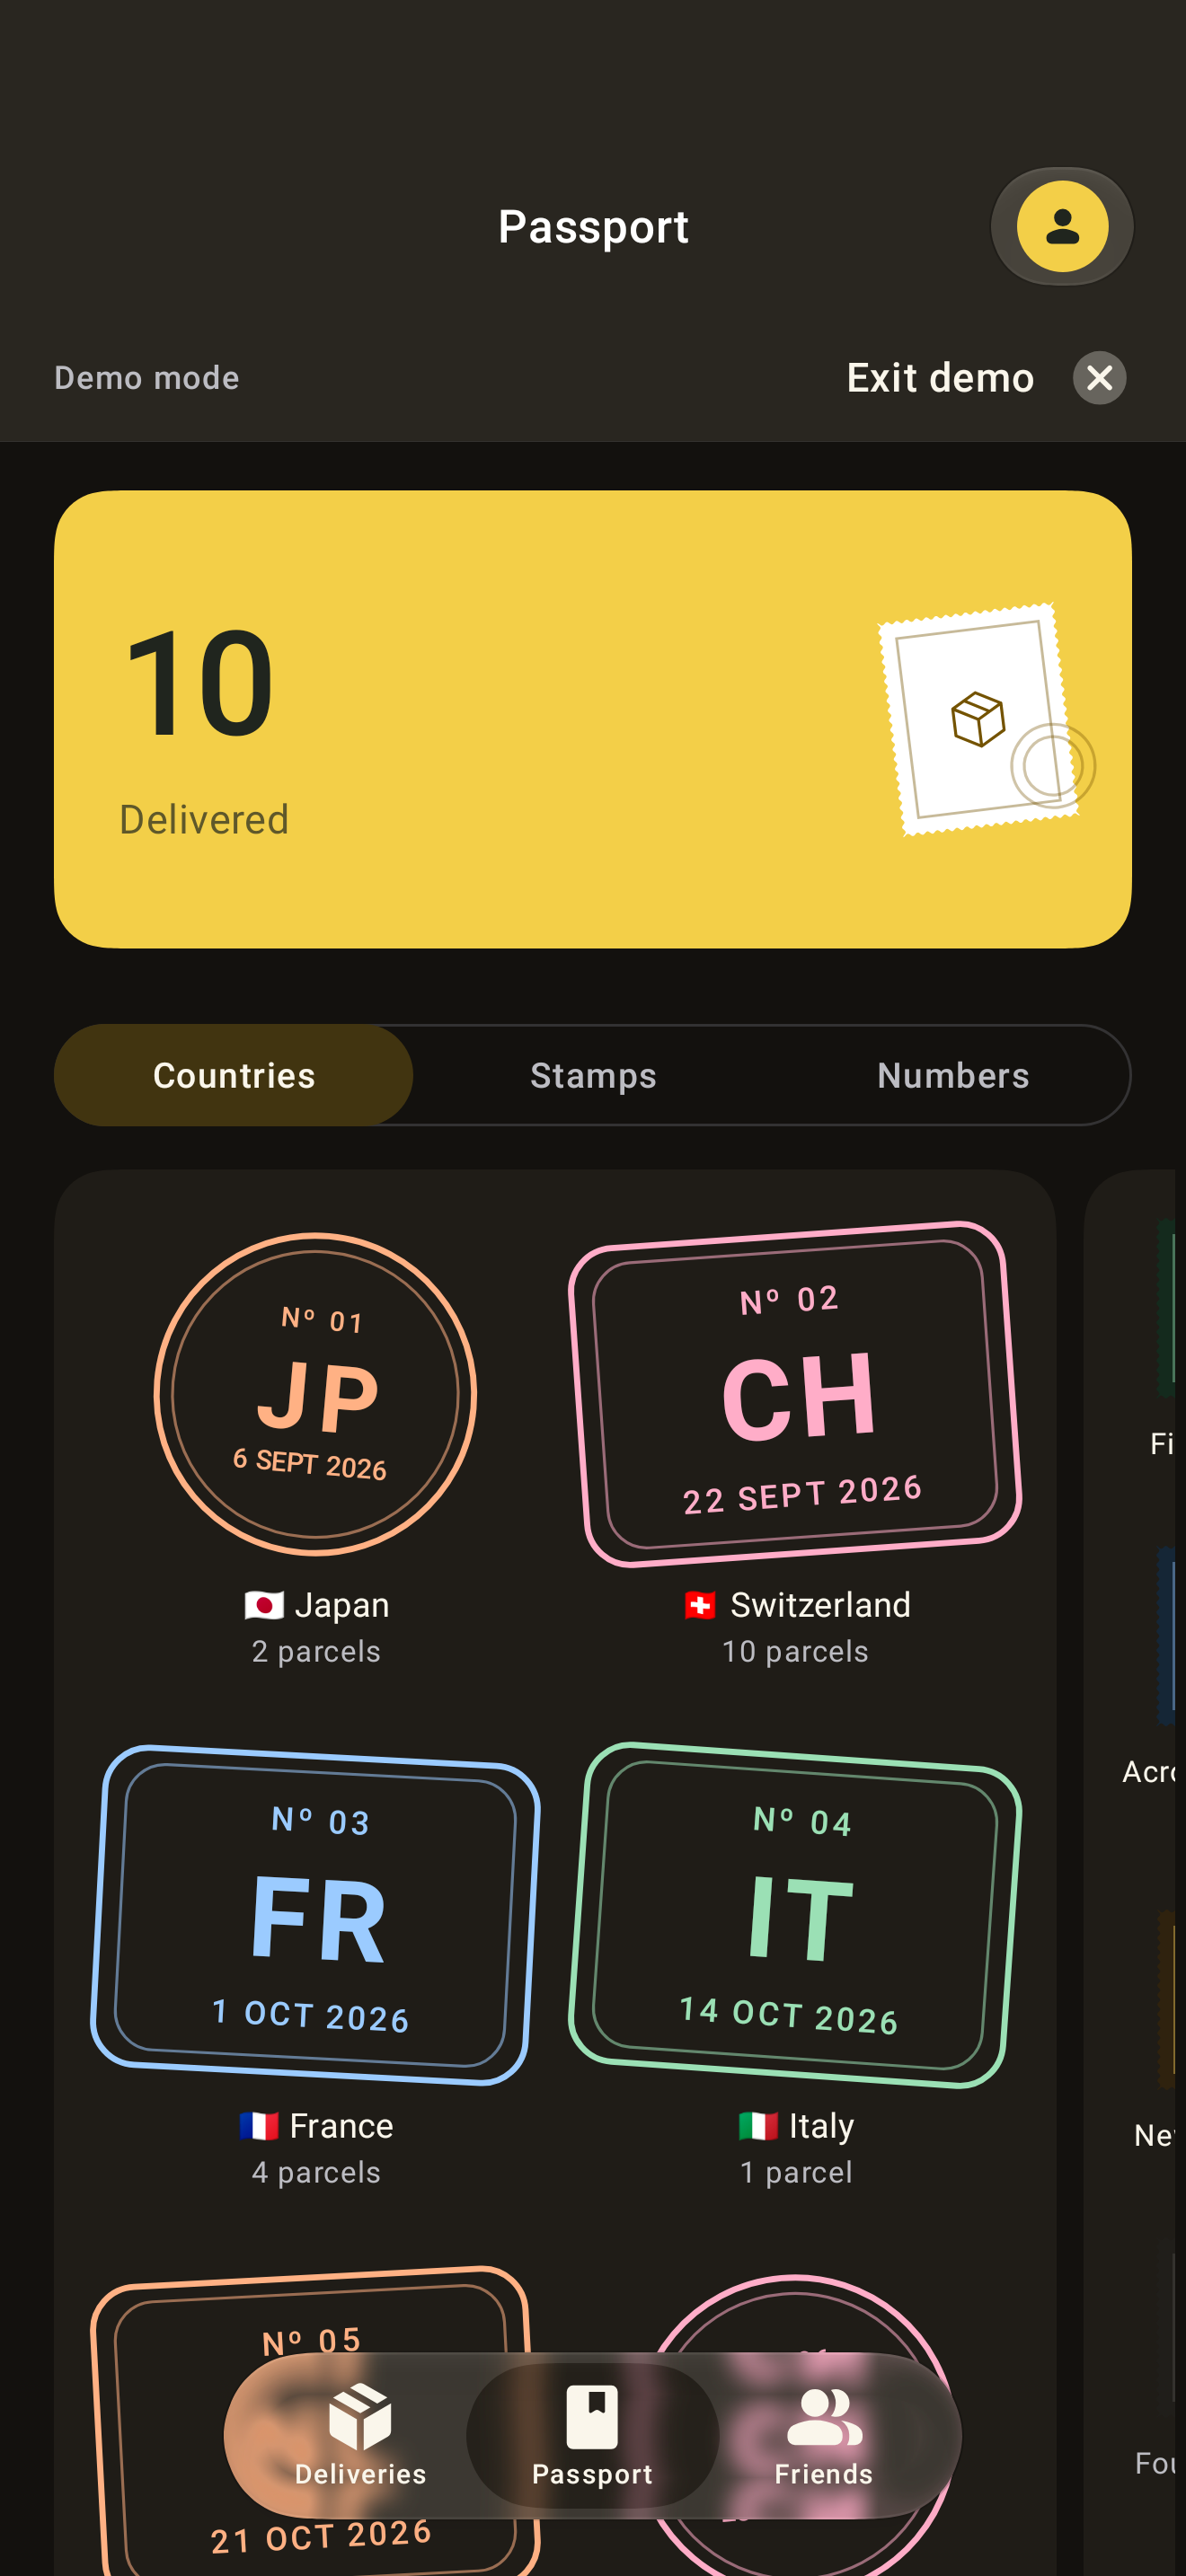 Passport
Demo mode
Exit demo
10
Delivered
Countries
Stamps
Numbers
Nº 01
JP
6 SEPT 2026
Japan
2 parcels
Nº 02
CH
22 SEPT 2026
Switzerland
10 parcels
Nº 03
FR
1 OCT 2026
France
4 parcels
Nº 04
IT
14 OCT 2026
Italy
1 parcel
Nº 05
21 OCT 2026
Deliveries
Passport
Friends